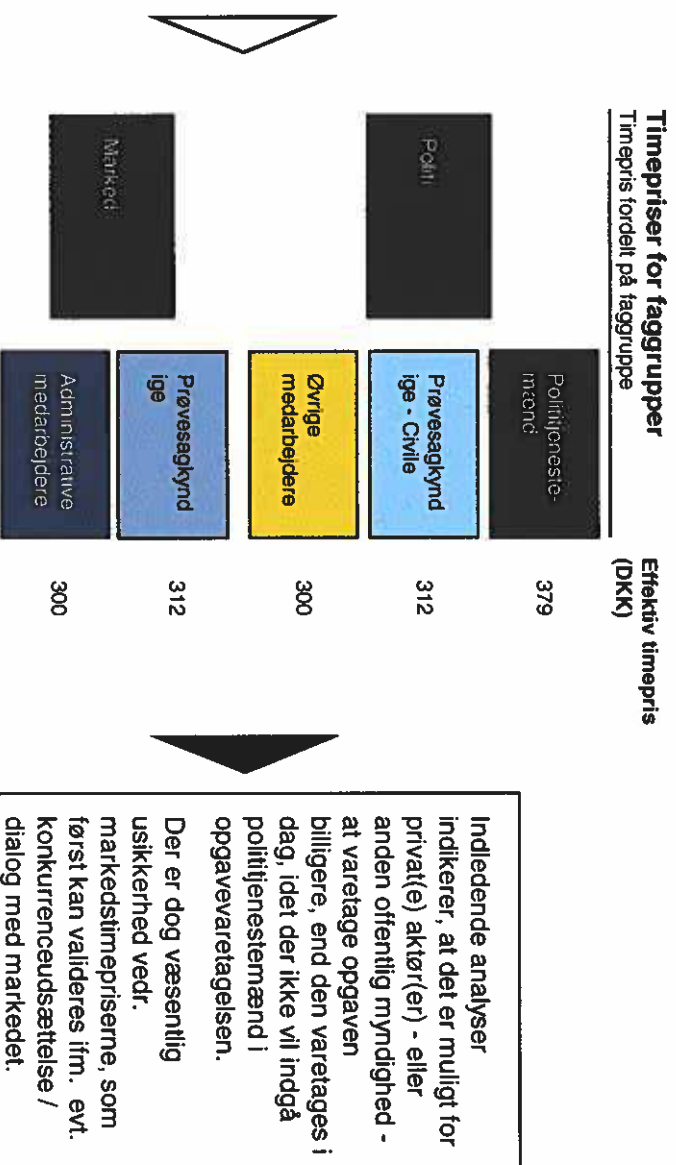 Timepriser for faggrupper
Timepris fordelt på faggruppe
Effektiv timepris
(DKK)
Politi
Polititjeneste-
mænd
379
Prøvesagkynd
ige - Civile
312
Øvrige
medarbejdere
300
Marked
Prøvesagkynd
ige
312
Administrative
medarbejdere
300
Indledende analyser
indikerer, at det er muligt for
privat(e) aktør(er) - eller
anden offentlig myndighed -
at varetage opgaven
billigere, end den varetages i
dag, idet der ikke vil indgå
polititjenestemænd i
opgavevaretagelsen.
Der er dog væsentlig
usikkerhed vedr.
markedstimepriserne, som
først kan valideres ifm. evt.
konkurrenceudsættelse /
dialog med markedet.